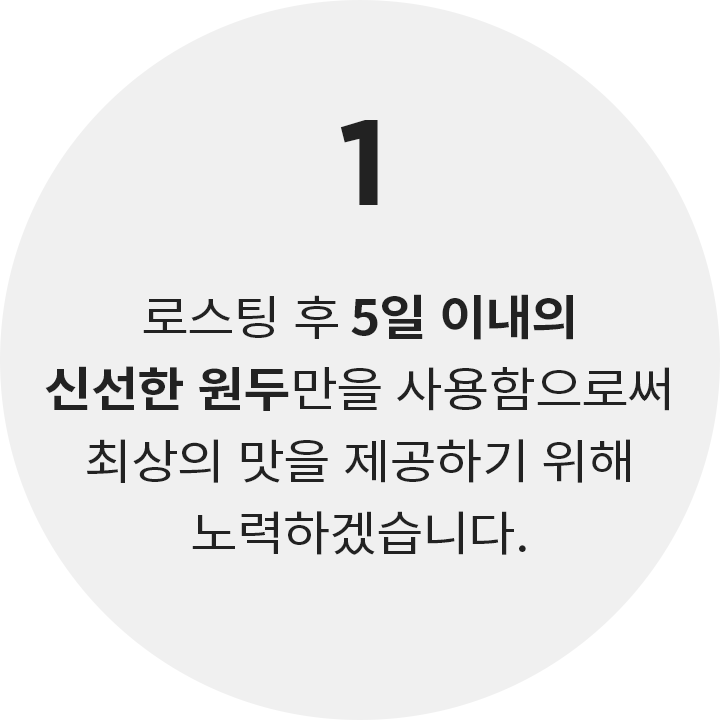 1
로스팅 후 5일 이내의
신선한 원두만을 사용함으로써
최상의 맛을 제공하기 위해
노력하겠습니다.